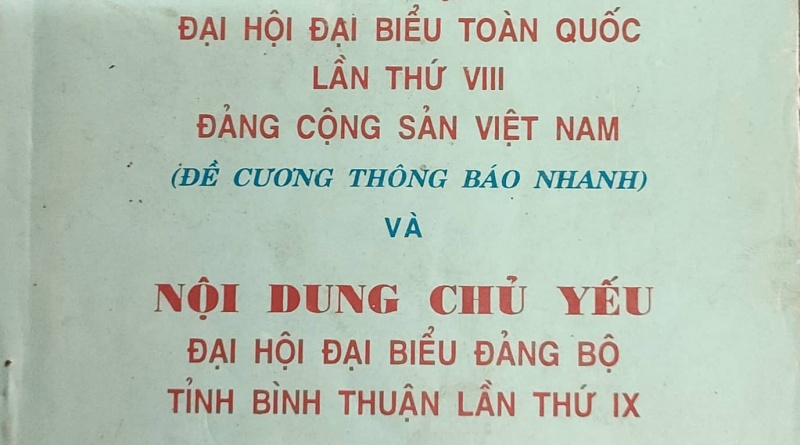 ĐẠI HỘI ĐẠI BIỂU TOÀN QUỐC
LẦN THỨ VIII
ĐẢNG CỘNG SẢN VIỆT NAM
(ĐỀ CƯƠNG THÔNG BÁO NHANH)
VÀ
NỘI DUNG CHỦ YẾU
ĐẠI HỘI ĐẠI BIỂU ĐẢNG BỘ
TỈNH BÌNH THUẬN LẦN THỨ IX